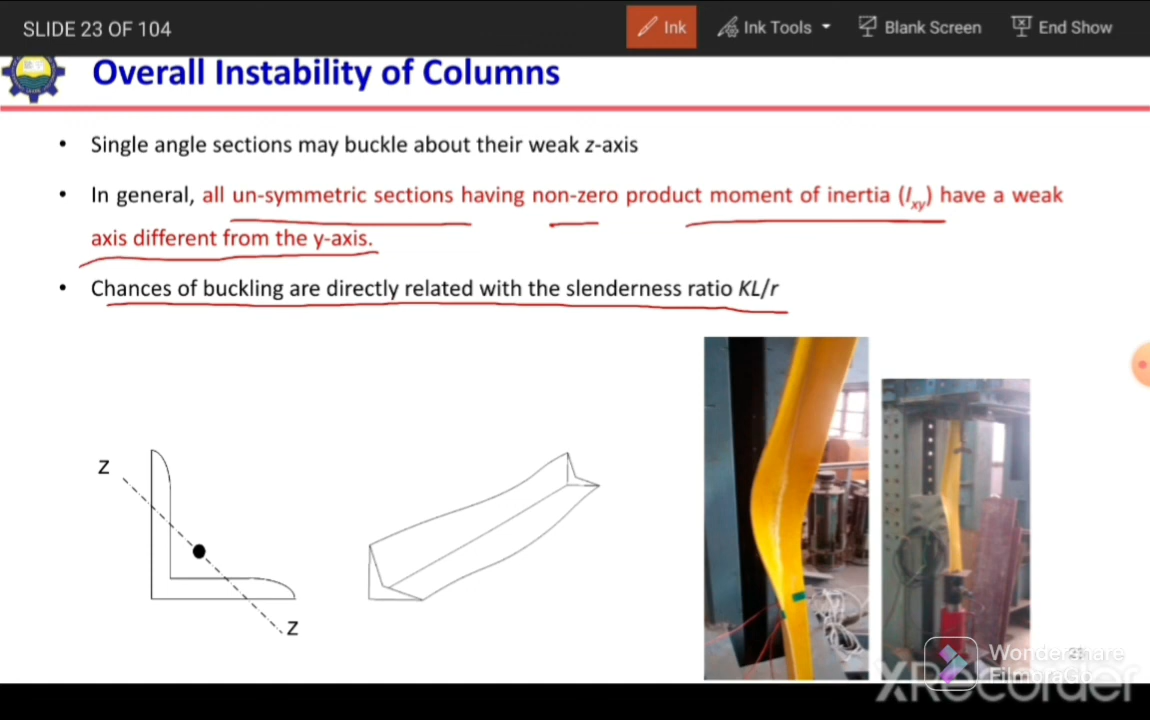 SLIDE 23 OF 104
Ink
Ink Tools
Blank Screen
End Show
Overall Instability of Columns
• Single angle sections may buckle about their weak z-axis
• In general, all un-symmetric sections having non-zero product moment of inertia (Ixy) have a weak
axis different from the y-axis.
• Chances of buckling are directly related with the slenderness ratio KL/r
Z
Z
Wondershare
FilmoraGo
XRecorder